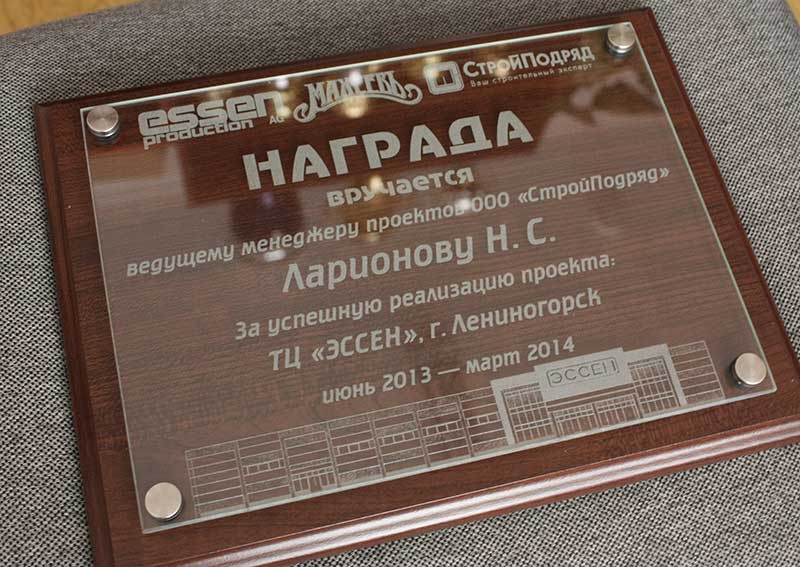 essen production AG
Махеевъ
СтройПодряд
Ваш строительный эксперт
НАГРАДА
вручается
ведущему менеджеру проектов ООО «СтройПодряд»
Ларионову Н. С.
За успешную реализацию проекта:
ТЦ «ЭССЕН», г. Лениногорск
июнь 2013 — март 2014
ЭССЕН